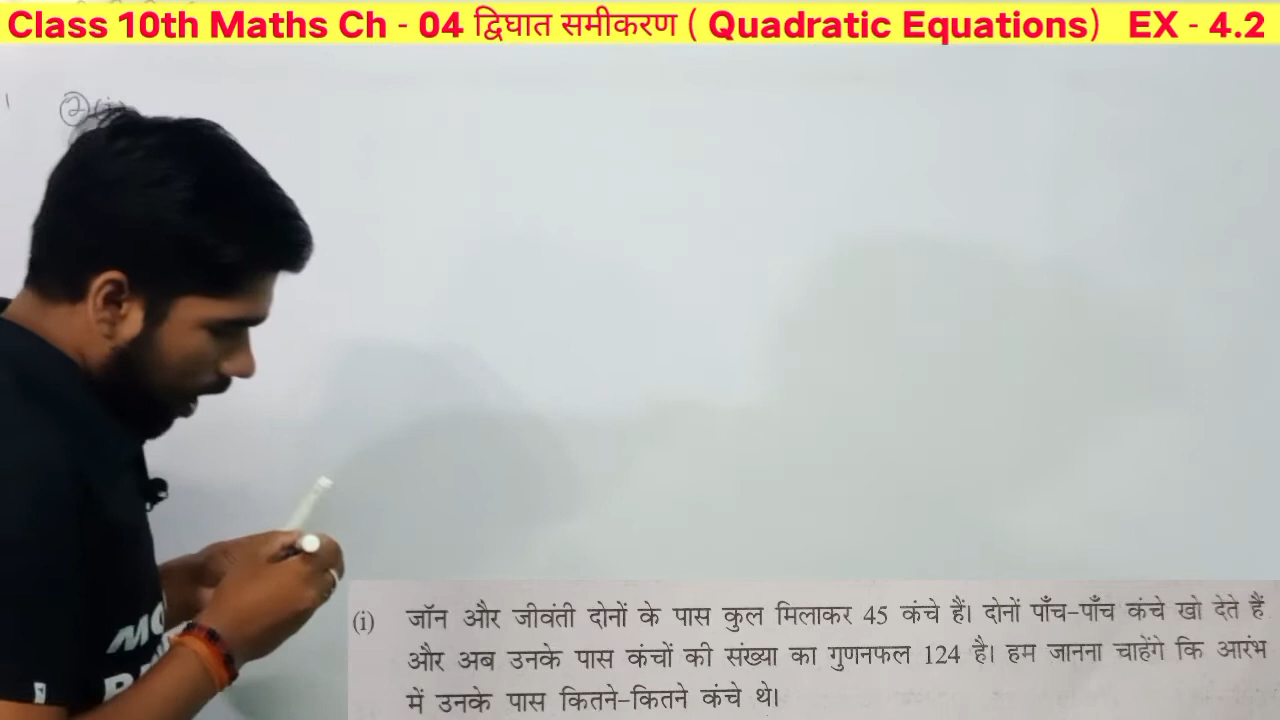 Class 10th Maths Ch - 04 द्विघात समीकरण ( Quadratic Equations) EX - 4.2
(i) जॉन और जीवंती दोनों के पास कुल मिलाकर 45 कंचे हैं। दोनों पाँच-पाँच कंचे खो देते हैं
और अब उनके पास कंचों की संख्या का गुणनफल 124 है। हम जानना चाहेंगे कि आरंभ
में उनके पास कितने-कितने कंचे थे।